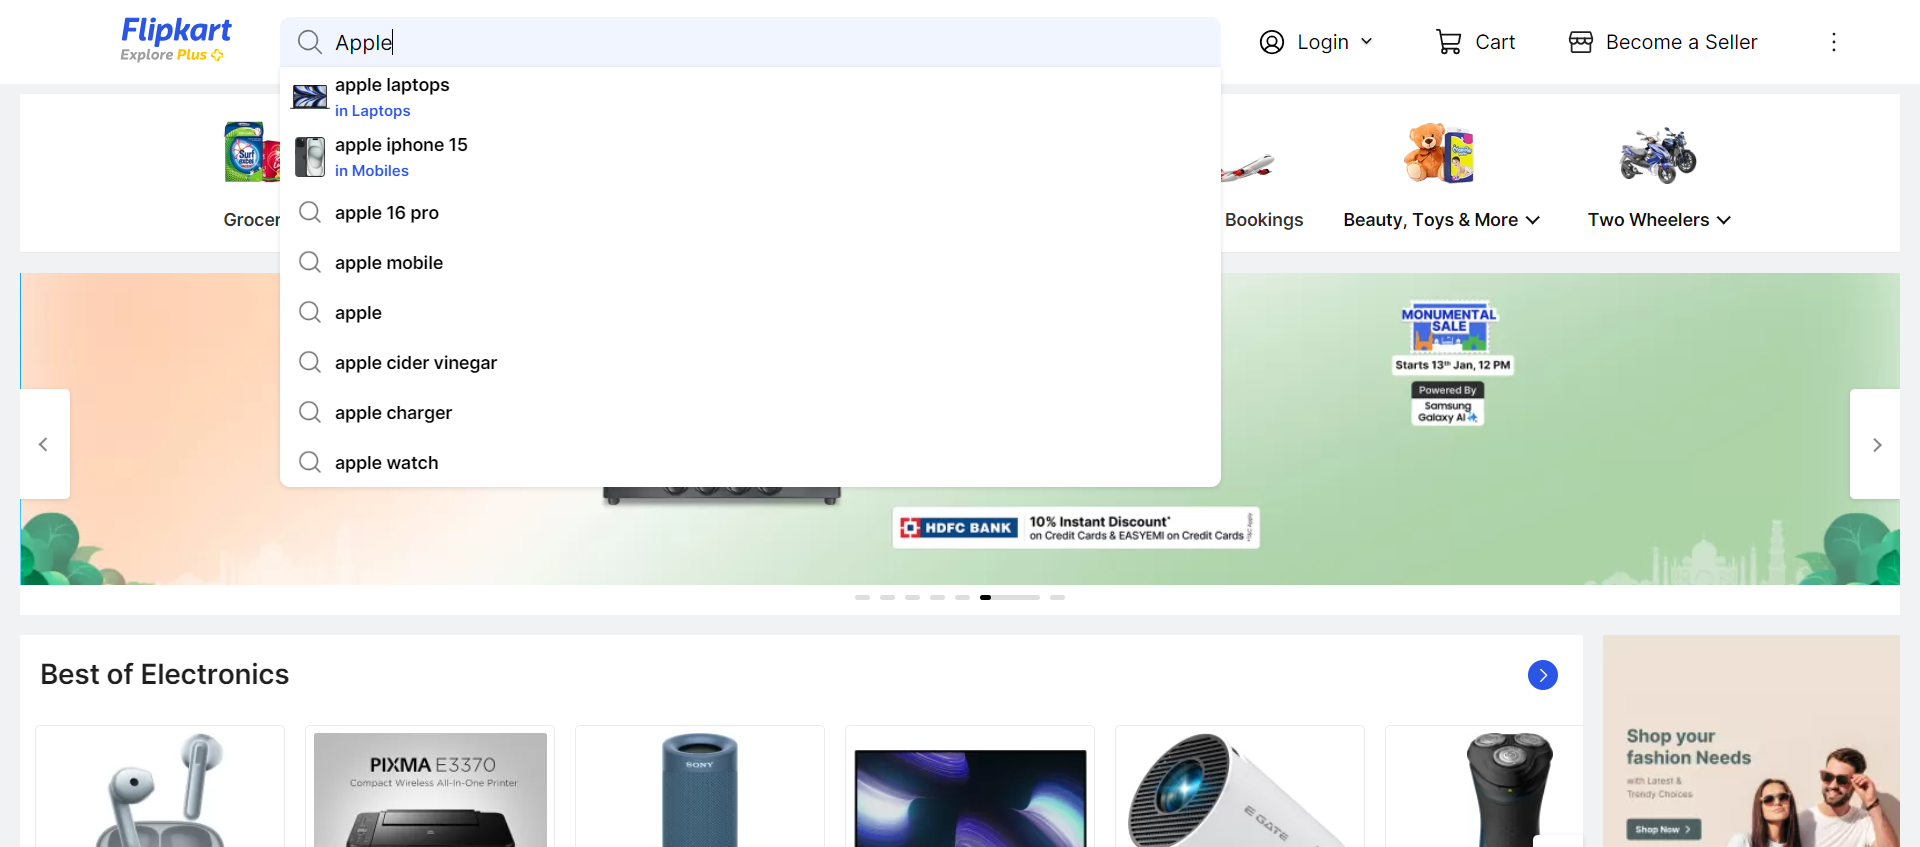 Flipkart
Explore Plus
Apple
Login
Cart
Become a Seller
apple laptops
in Laptops
apple iphone 15
in Mobiles
apple 16 pro
apple mobile
apple
apple cider vinegar
apple charger
apple watch
Surf excel
Bookings
Beauty, Toys & More
Two Wheelers
MONUMENTAL
SALE
Starts 13th Jan, 12 PM
Powered By
Samsung
Galaxy AI
HDFC BANK
10% Instant Discount*
on Credit Cards & EASYEMI on Credit Cards
*T&C Apply
Best of Electronics
PIXMA E3370
Compact Wireless All-In-One Printer
SONY
E GATE
Shop your
fashion Needs
with Latest &
Trendy Choices
Shop Now